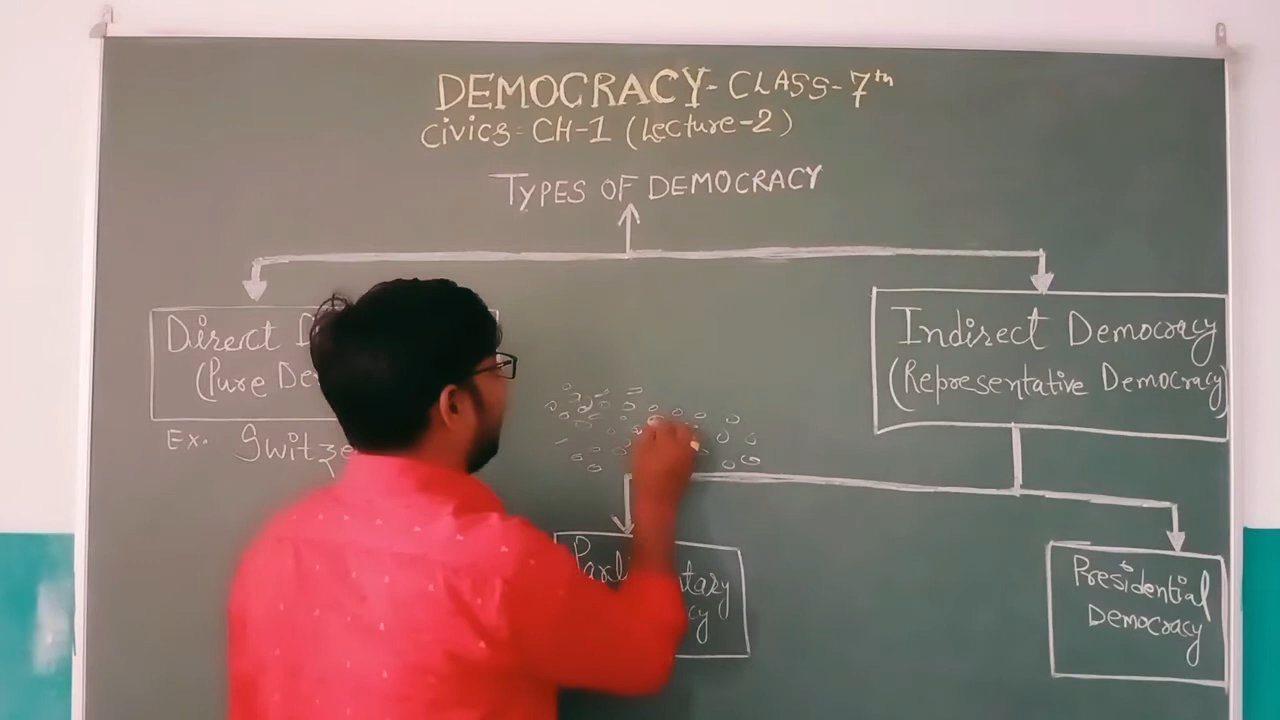 DEMOCRACY- CLASS-7th
Civics- CH-1 (Lecture-2)
TYPES OF DEMOCRACY
Direct
(Pure
Ex.
Indirect Democracy
(Representative Democracy)
Presidential
Democracy